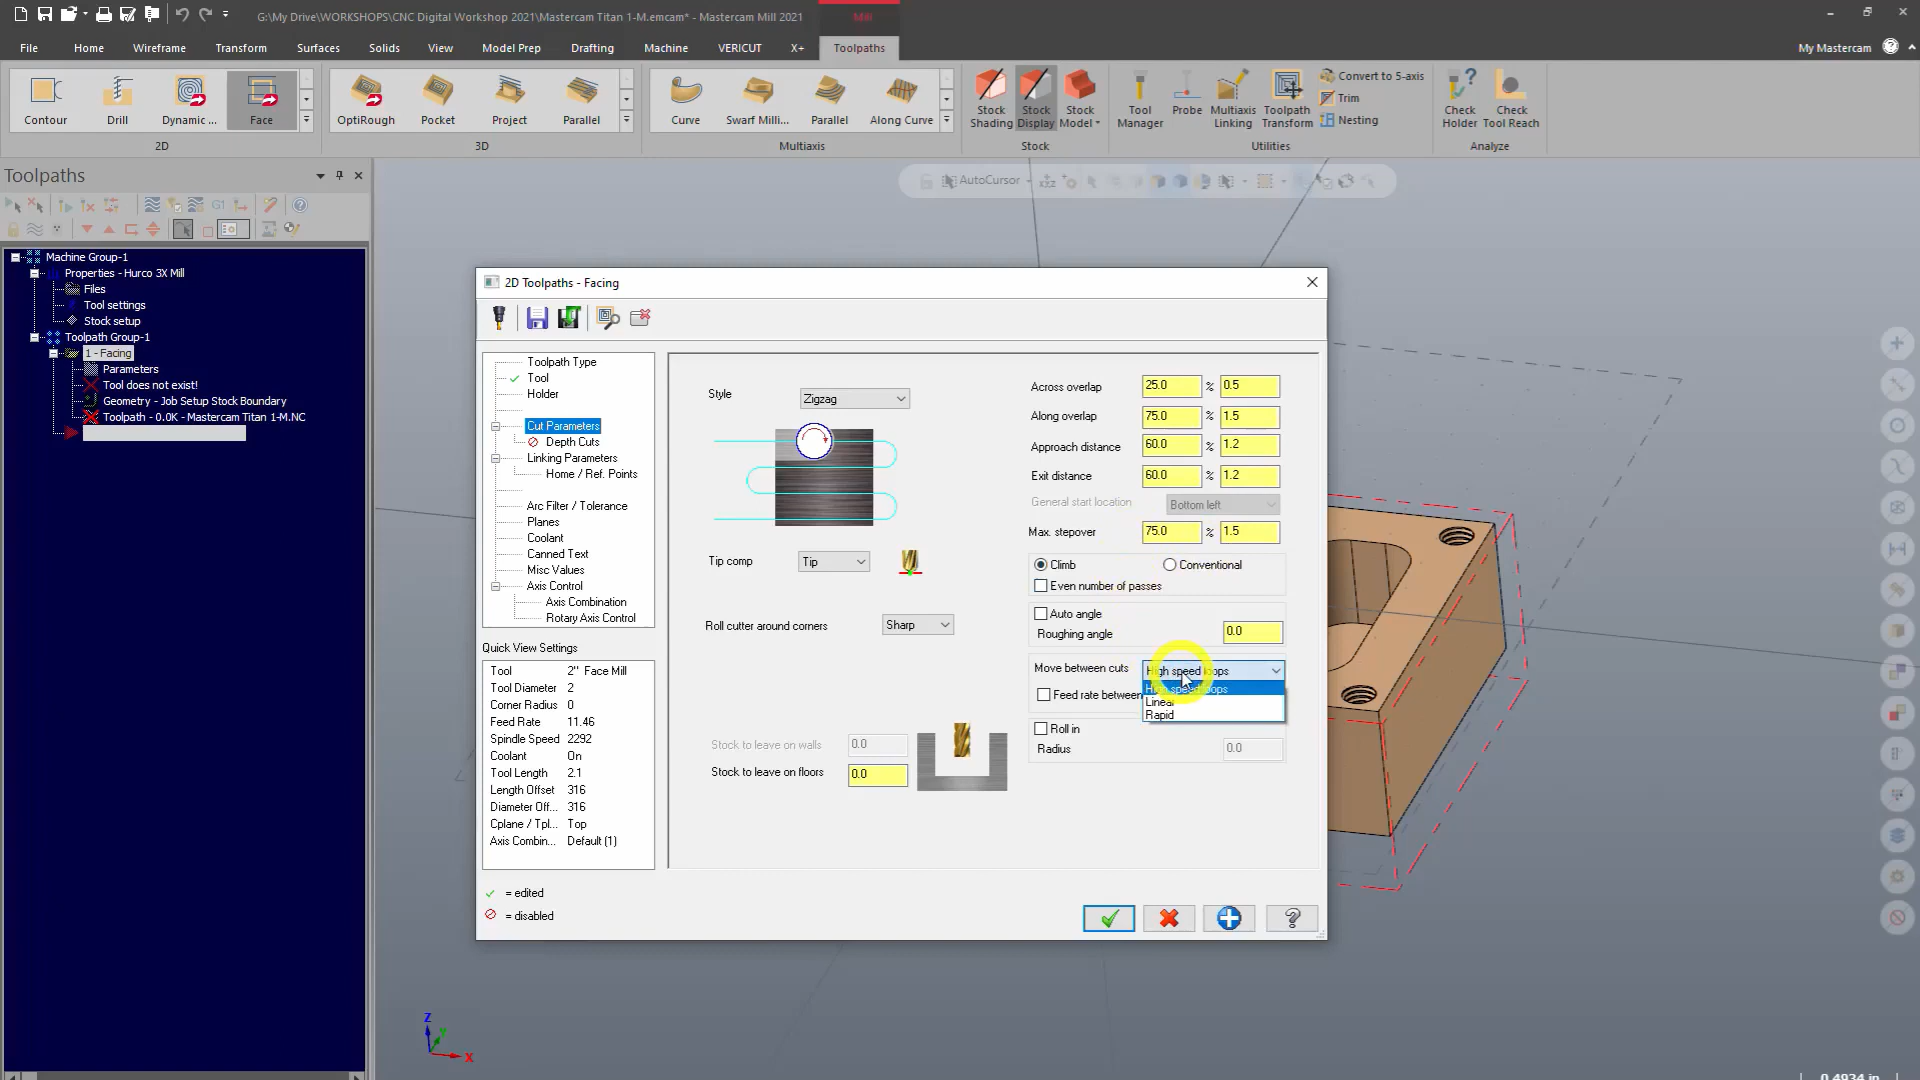 G:\My Drive\WORKSHOPS\CNC Digital Workshop 2021\Mastercam Titan 1-M.emcam* - Mastercam Mill 2021
Mill
File Home Wireframe Transform Surfaces Solids View Model Prep Drafting Machine VERICUT X+ Toolpaths My Mastercam
Contour Drill Dynamic ... Face OptiRough Pocket Project Parallel Curve Swarf Milli... Parallel Along Curve
Stock Shading Stock Display Stock Model Tool Manager Probe Multiaxis Linking Toolpath Transform Convert to 5-axis
Trim
Nesting
Check Holder Check Tool Reach
2D 3D Multiaxis Stock Utilities Analyze
Toolpaths
AutoCursor
G1
Machine Group-1
Properties - Hurco 3X Mill
Files
Tool settings
Stock setup
Toolpath Group-1
1 - Facing
Parameters
Tool does not exist!
Geometry - Job Setup Stock Boundary
Toolpath - 0.0K - Mastercam Titan 1-M.NC
2D Toolpaths - Facing
Toolpath Type
Tool
Holder
Cut Parameters
Depth Cuts
Linking Parameters
Home / Ref. Points
Arc Filter / Tolerance
Planes
Coolant
Canned Text
Misc Values
Axis Control
Axis Combination
Rotary Axis Control
Quick View Settings
Tool 2" Face Mill
Tool Diameter 2
Corner Radius 0
Feed Rate 11.46
Spindle Speed 2292
Coolant On
Tool Length 2.1
Length Offset 316
Diameter Off... 316
Cplane / Tpl... Top
Axis Combin... Default (1)
= edited
= disabled
Style Zigzag
Tip comp Tip
Roll cutter around corners Sharp
Stock to leave on walls 0.0
Stock to leave on floors 0.0
Across overlap 25.0 % 0.5
Along overlap 75.0 % 1.5
Approach distance 60.0 % 1.2
Exit distance 60.0 % 1.2
General start location Bottom left
Max. stepover 75.0 % 1.5
Climb Conventional
Even number of passes
Auto angle
Roughing angle 0.0
Move between cuts High speed loops
High speed loops
Feed rate between
Linear
Rapid
Roll in
Radius 0.0
Z
Y
X
0.4934 in